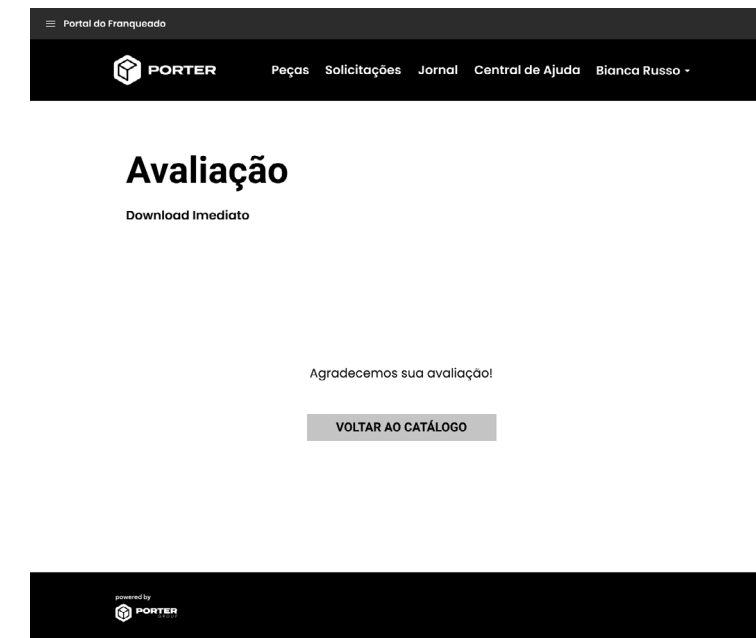 Portal do Franqueado
PORTER Peças Solicitações Jornal Central de Ajuda Bianca Russo
Avaliação
Download Imediato
Agradecemos sua avaliação!
VOLTAR AO CATÁLOGO
powered by
PORTER
GROUP